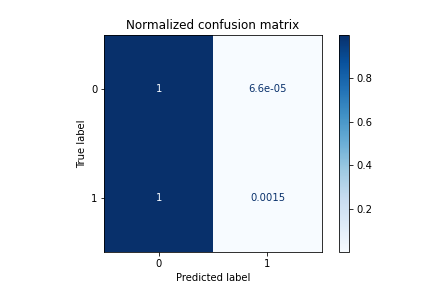 Normalized confusion matrix
0
1
6.6e-05
1
1
0.0015
0
1
True label
Predicted label
0.8
0.6
0.4
0.2